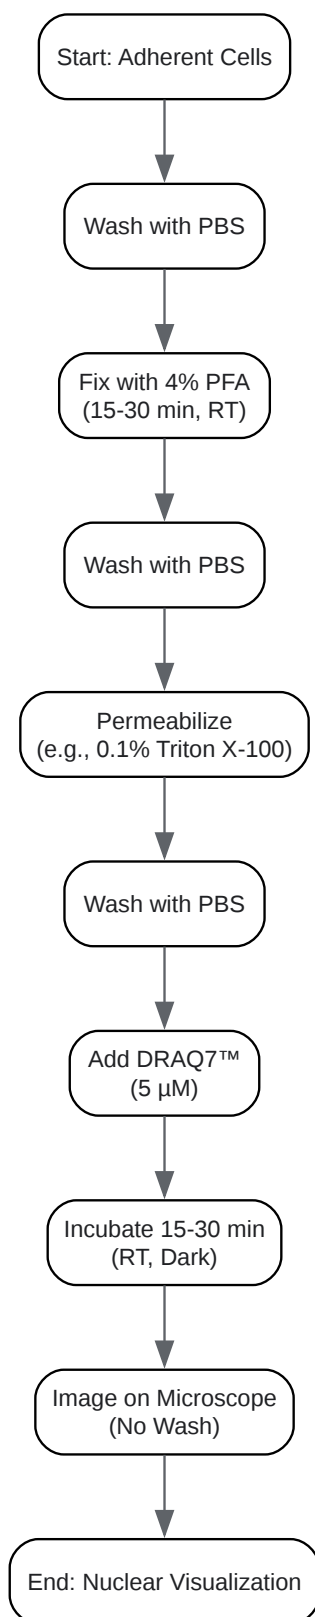 Start: Adherent Cells
Wash with PBS
Fix with 4% PFA
(15-30 min, RT)
Wash with PBS
Permeabilize
(e.g., 0.1% Triton X-100)
Wash with PBS
Add DRAQ7™
(5 µM)
Incubate 15-30 min
(RT, Dark)
Image on Microscope
(No Wash)
End: Nuclear Visualization